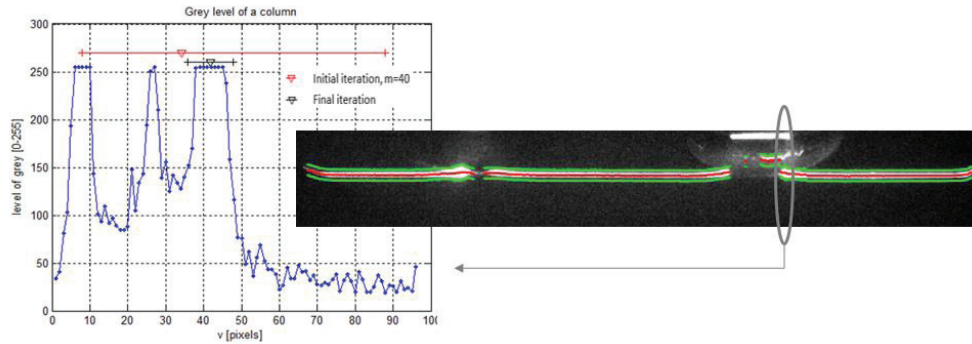 Grey level of a column
300
250
200
150
100
50
0
level of grey [0-255]
Initial iteration, m=40
Final iteration
0 10 20 30 40 50 60 70 80 90 100
v [pixels]